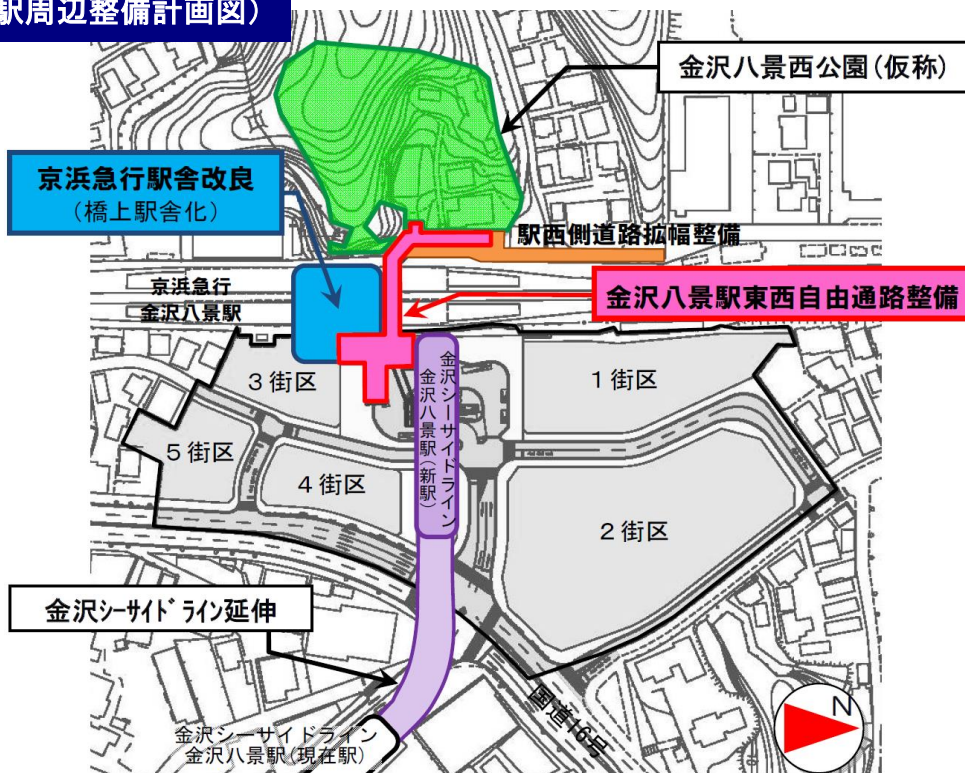 駅周辺整備計画図）
金沢八景西公園（仮称）
京浜急行駅舎改良
（橋上駅舎化）
駅西側道路拡幅整備
京浜急行
金沢八景駅
金沢八景駅東西自由通路整備
3街区
1街区
金沢シーサイドライン
金沢八景駅（新駅）
5街区
4街区
2街区
金沢シーサイドライン延伸
国道16号
N
金沢シーサイドライン
金沢八景駅（現在駅）